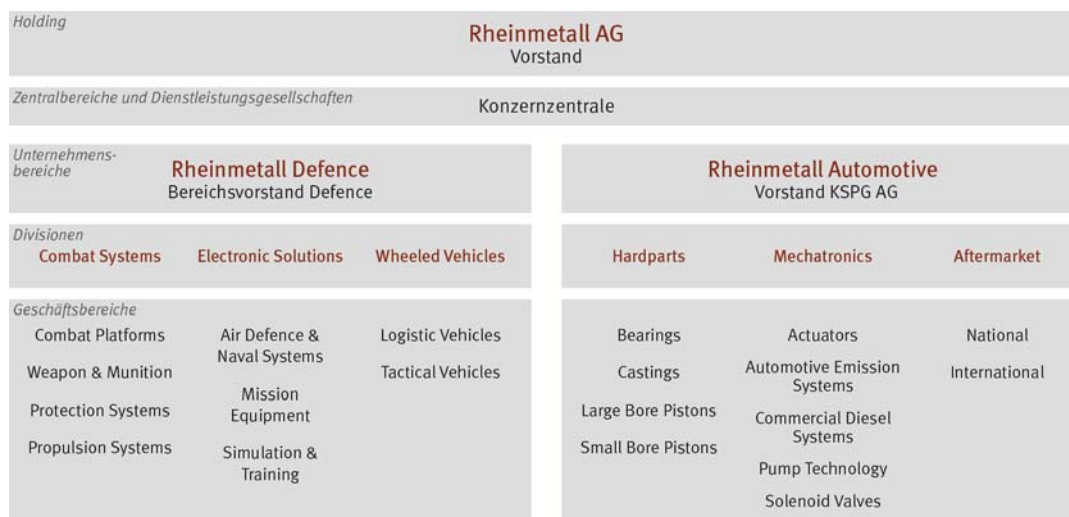 Holding
Rheinmetall AG
Vorstand
Zentralbereiche und Dienstleistungsgesellschaften
Konzernzentrale
Unternehmens-
bereiche
Rheinmetall Defence
Bereichsvorstand Defence
Rheinmetall Automotive
Vorstand KSPG AG
Divisionen
Combat Systems
Electronic Solutions
Wheeled Vehicles
Hardparts
Mechatronics
Aftermarket
Geschäftsbereiche
Combat Platforms
Weapon & Munition
Protection Systems
Propulsion Systems
Air Defence &
Naval Systems
Mission
Equipment
Simulation &
Training
Logistic Vehicles
Tactical Vehicles
Bearings
Castings
Large Bore Pistons
Small Bore Pistons
Actuators
Automotive Emission
Systems
Commercial Diesel
Systems
Pump Technology
Solenoid Valves
National
International